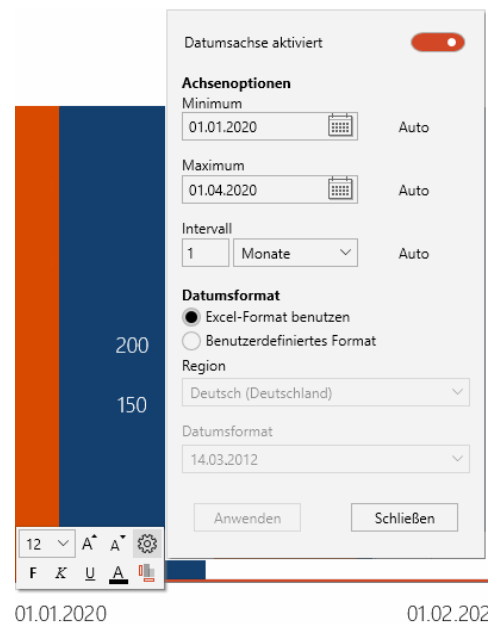 Datumsachse aktiviert
Achsenoptionen
Minimum
01.01.2020 Auto
Maximum
01.04.2020 Auto
Intervall
1 Monate Auto
Datumsformat
Excel-Format benutzen
Benutzerdefiniertes Format
Region
Deutsch (Deutschland)
Datumsformat
14.03.2012
Anwenden Schließen
200
150
12 A A
F K U A
01.01.2020 01.02.202